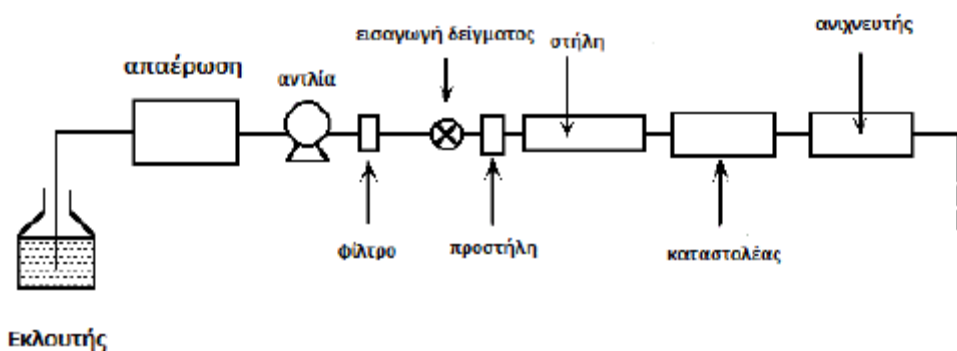 εισαγωγή δείγματος
στήλη
ανιχνευτής
απαέρωση
αντλία
φίλτρο
προστήλη
καταστολέας
Εκλουτής